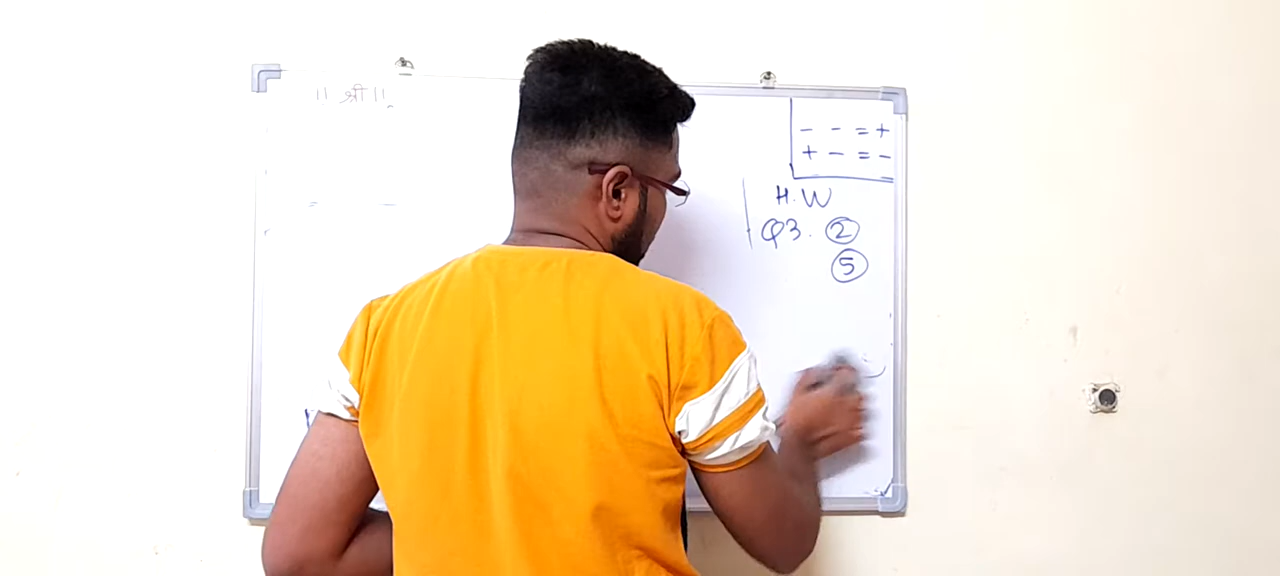 ।। श्री ।।
- - = +
+ - = -
H.W
Q3. 2
5